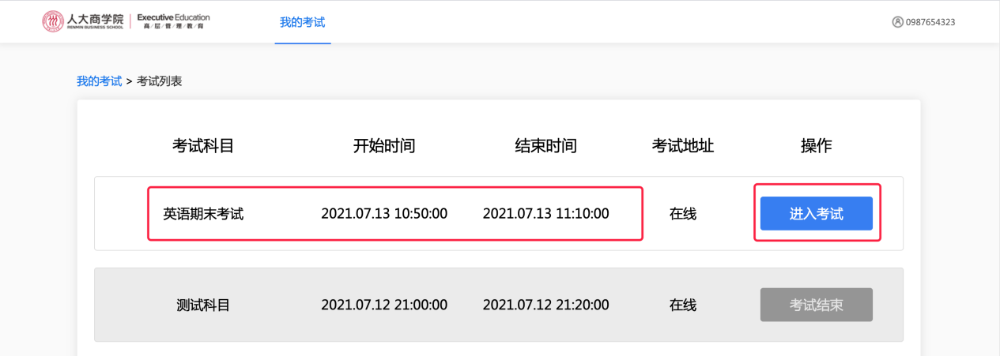 人大商学院
RENMIN BUSINESS SCHOOL
Executive Education
高/层/管/理/教/育
我的考试
0987654323
我的考试 > 考试列表
考试科目 开始时间 结束时间 考试地址 操作
英语期末考试 2021.07.13 10:50:00 2021.07.13 11:10:00 在线 进入考试
测试科目 2021.07.12 21:00:00 2021.07.12 21:20:00 在线 考试结束